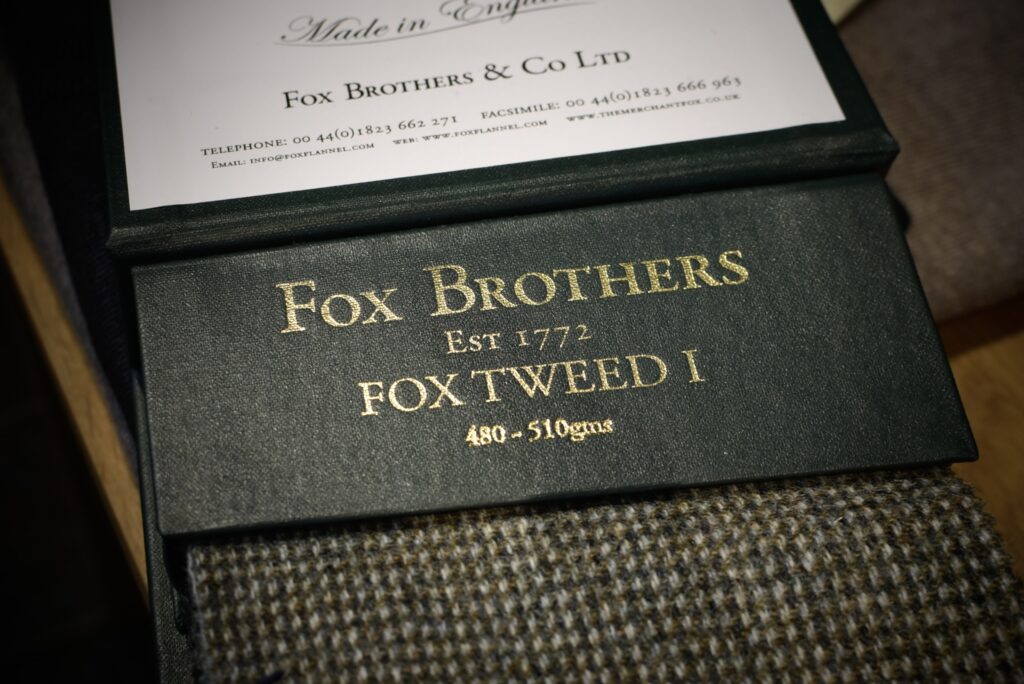 Made in England
Fox Brothers & Co Ltd
Telephone: 00 44(0)1823 662 271 Facsimile: 00 44(0)1823 666 963
Email: info@foxflannel.com web: www.foxflannel.com www.themerchantfox.co.uk
Fox Brothers
Est 1772
FOX TWEED I
480 - 510gms